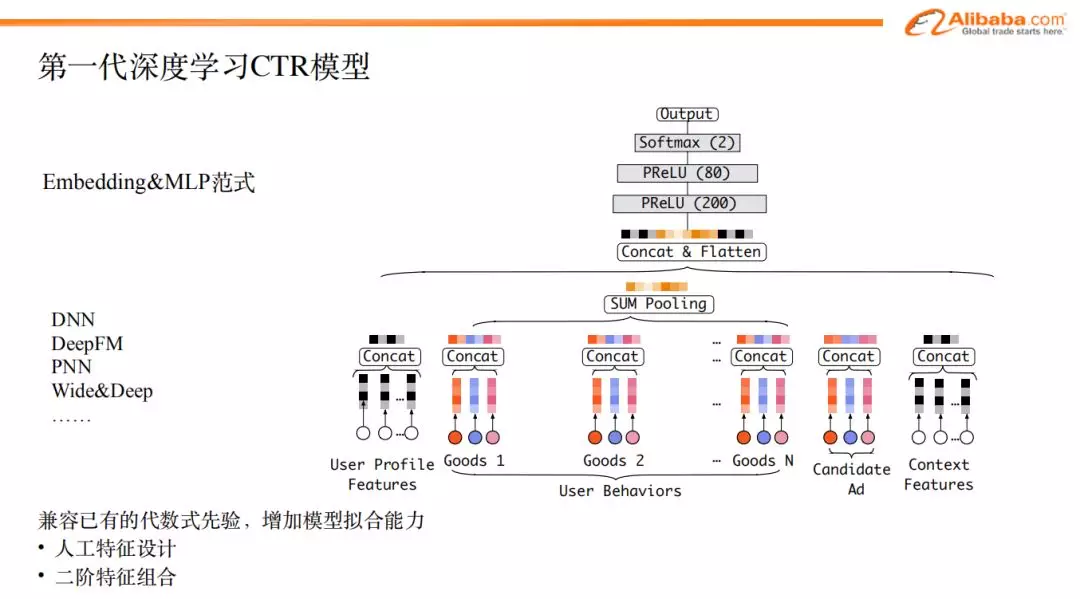 Alibaba.com
Global trade starts here.™
第一代深度学习CTR模型
Embedding&MLP范式
DNN
DeepFM
PNN
Wide&Deep
……
Output
Softmax (2)
PReLU (80)
PReLU (200)
Concat & Flatten
SUM Pooling
...
Concat Concat Concat ... Concat Concat Concat
... ... ...
... ...
User Profile Features
Goods 1 Goods 2 ... Goods N
User Behaviors
Candidate Ad
Context Features
兼容已有的代数式先验，增加模型拟合能力
• 人工特征设计
• 二阶特征组合